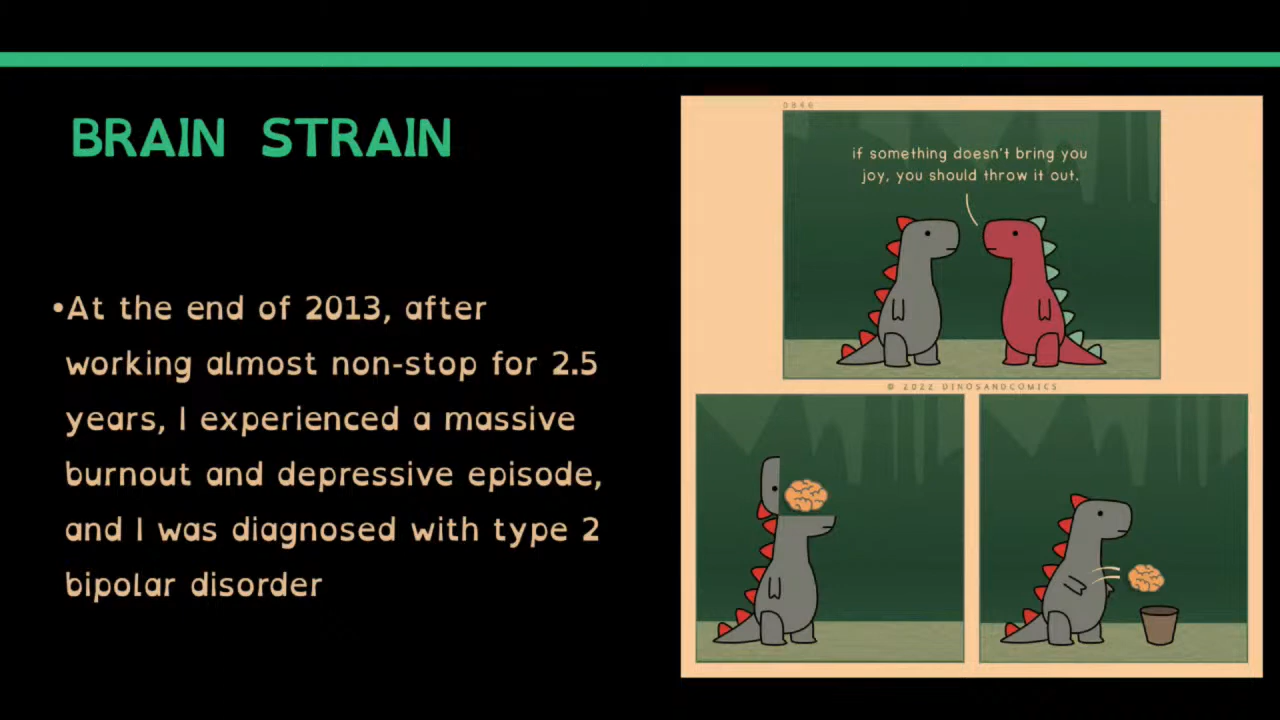 BRAIN STRAIN
•At the end of 2013, after
working almost non-stop for 2.5
years, I experienced a massive
burnout and depressive episode,
and I was diagnosed with type 2
bipolar disorder
if something doesn't bring you
joy, you should throw it out.
© 2022 DINOSANDCOMICS